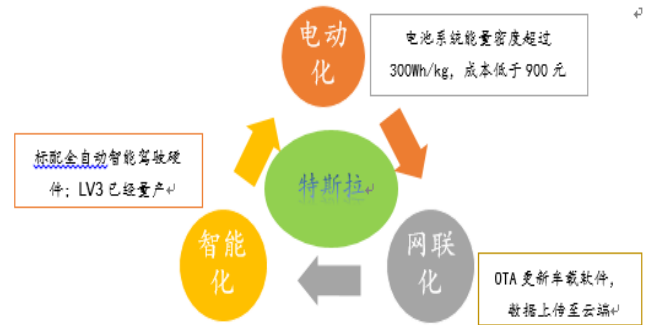 电动
化
电池系统能量密度超过
300Wh/kg，成本低于900元
标配全自动智能驾驶硬
件；LV3已经量产
特斯拉
智能
化
网联
化
OTA更新车载软件，
数据上传至云端